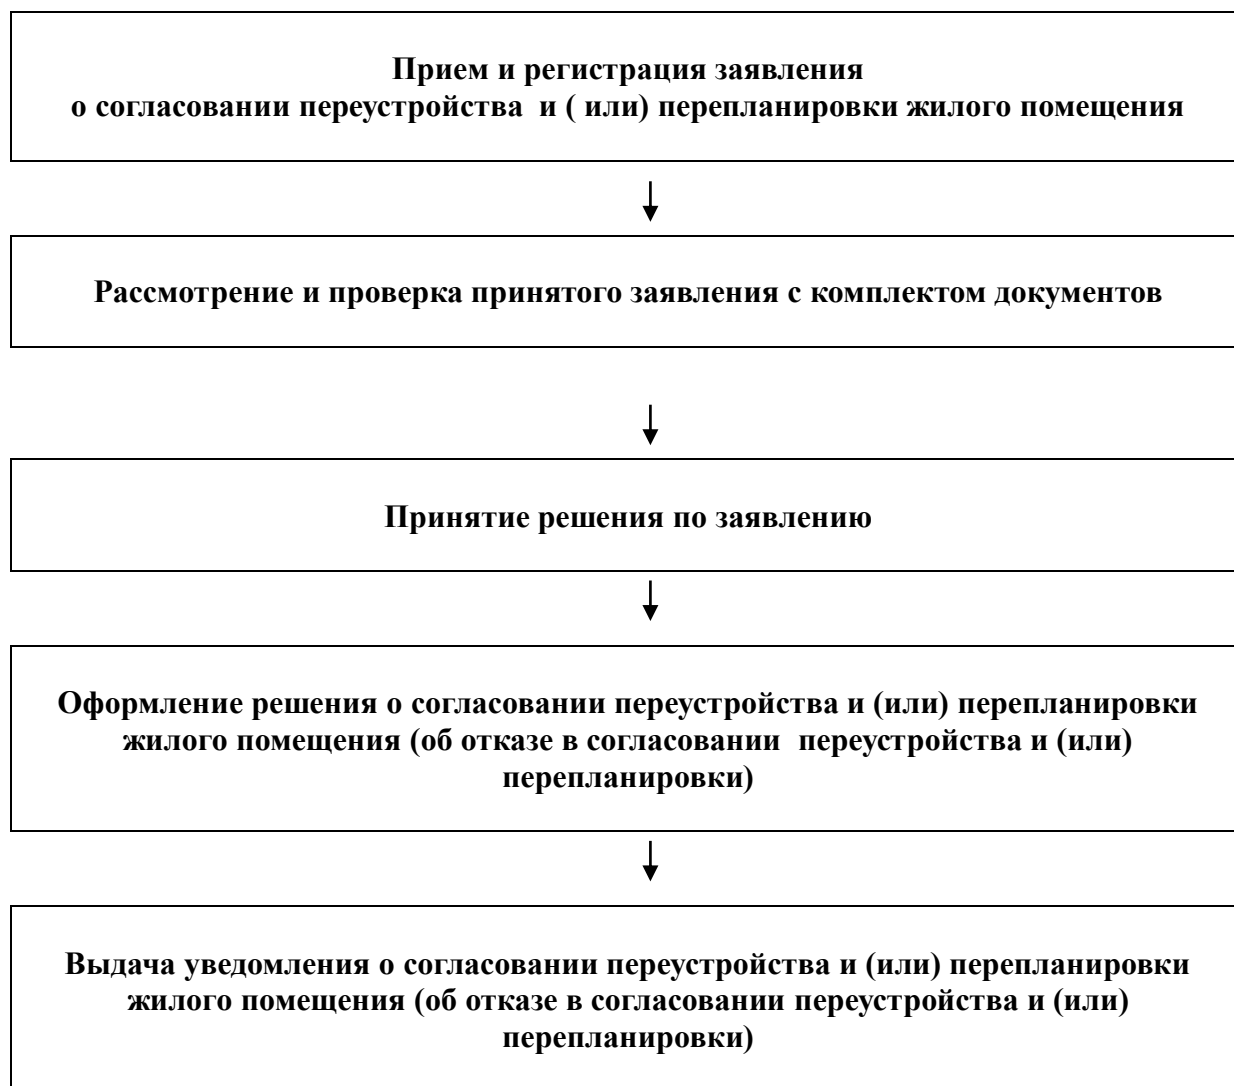 Прием и регистрация заявления
о согласовании переустройства  и ( или) перепланировки жилого помещения
Рассмотрение и проверка принятого заявления с комплектом документов
Принятие решения по заявлению
Оформление решения о согласовании переустройства и (или) перепланировки
жилого помещения (об отказе в согласовании  переустройства и (или)
перепланировки)
Выдача уведомления о согласовании переустройства и (или) перепланировки
жилого помещения (об отказе в согласовании переустройства и (или)
перепланировки)